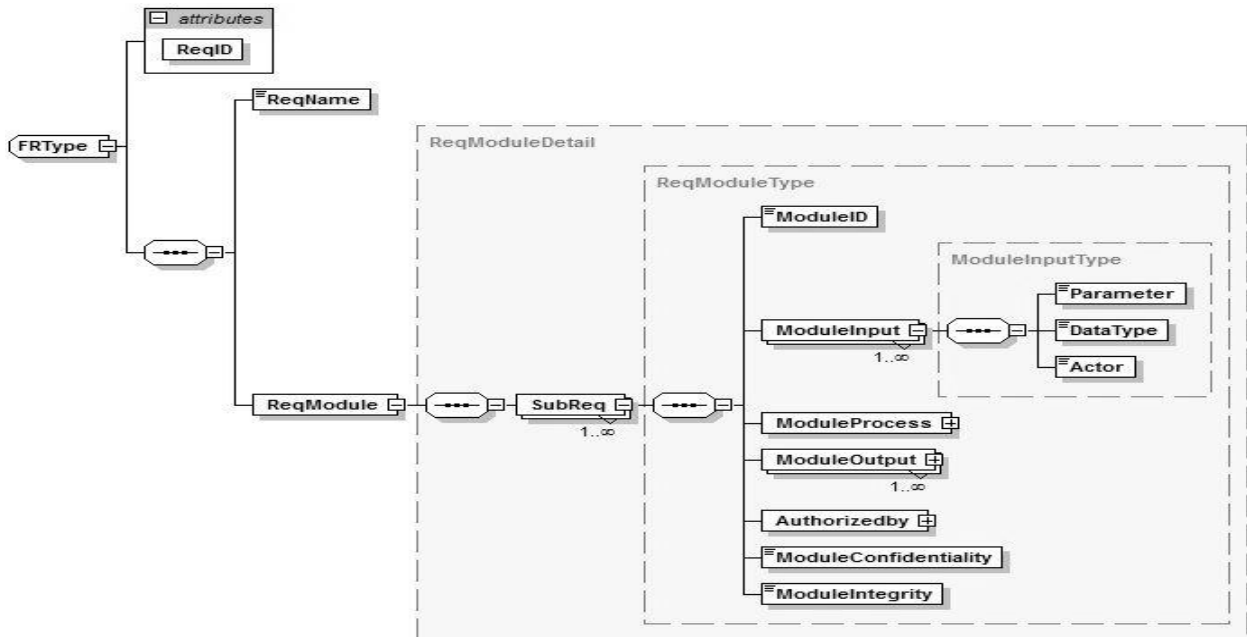 attributes
ReqID
ReqName
FRType
ReqModuleDetail
ReqModuleType
ModuleID
ModuleInputType
Parameter
ModuleInput
DataType
1..∞
Actor
ReqModule
SubReq
1..∞
ModuleProcess
ModuleOutput
1..∞
Authorizedby
ModuleConfidentiality
ModuleIntegrity